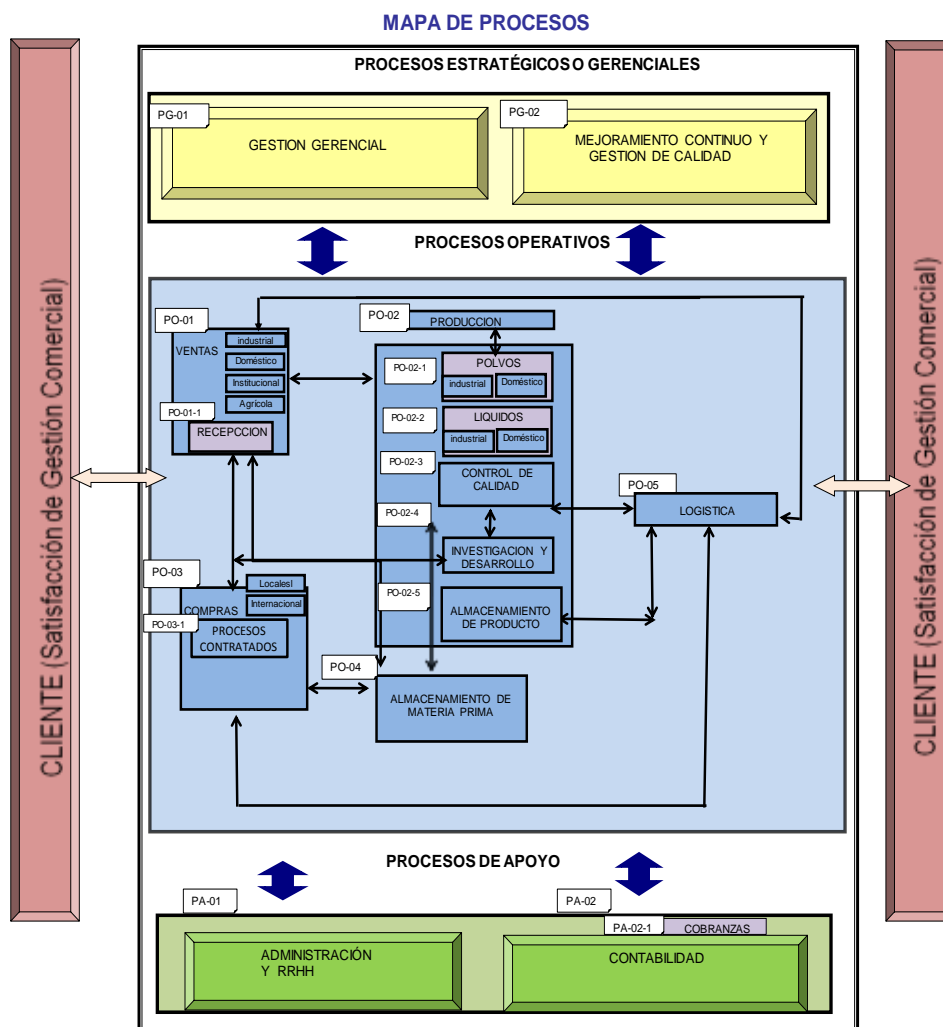 MAPA DE PROCESOS
CLIENTE (Satisfacción de Gestión Comercial)
PROCESOS ESTRATÉGICOS O GERENCIALES
PG-01
GESTION GERENCIAL
PG-02
MEJORAMIENTO CONTINUO Y
GESTION DE CALIDAD
PROCESOS OPERATIVOS
PO-01
VENTAS
industrial
Doméstico
Institucional
Agrícola
PO-01-1
RECEPCCION
PO-02
PRODUCCION
PO-02-1
POLVOS
industrial
Doméstico
PO-02-2
LIQUIDOS
industrial
Doméstico
PO-02-3
CONTROL DE
CALIDAD
PO-02-4
INVESTIGACION Y
DESARROLLO
PO-02-5
ALMACENAMIENTO
DE PRODUCTO
PO-05
LOGISTICA
PO-03
Localesl
Internacional
COMPRAS
PO-03-1
PROCESOS
CONTRATADOS
PO-04
ALMACENAMIENTO DE
MATERIA PRIMA
PROCESOS DE APOYO
PA-01
ADMINISTRACIÓN
Y RRHH
PA-02
PA-02-1
COBRANZAS
CONTABILIDAD
CLIENTE (Satisfacción de Gestión Comercial)